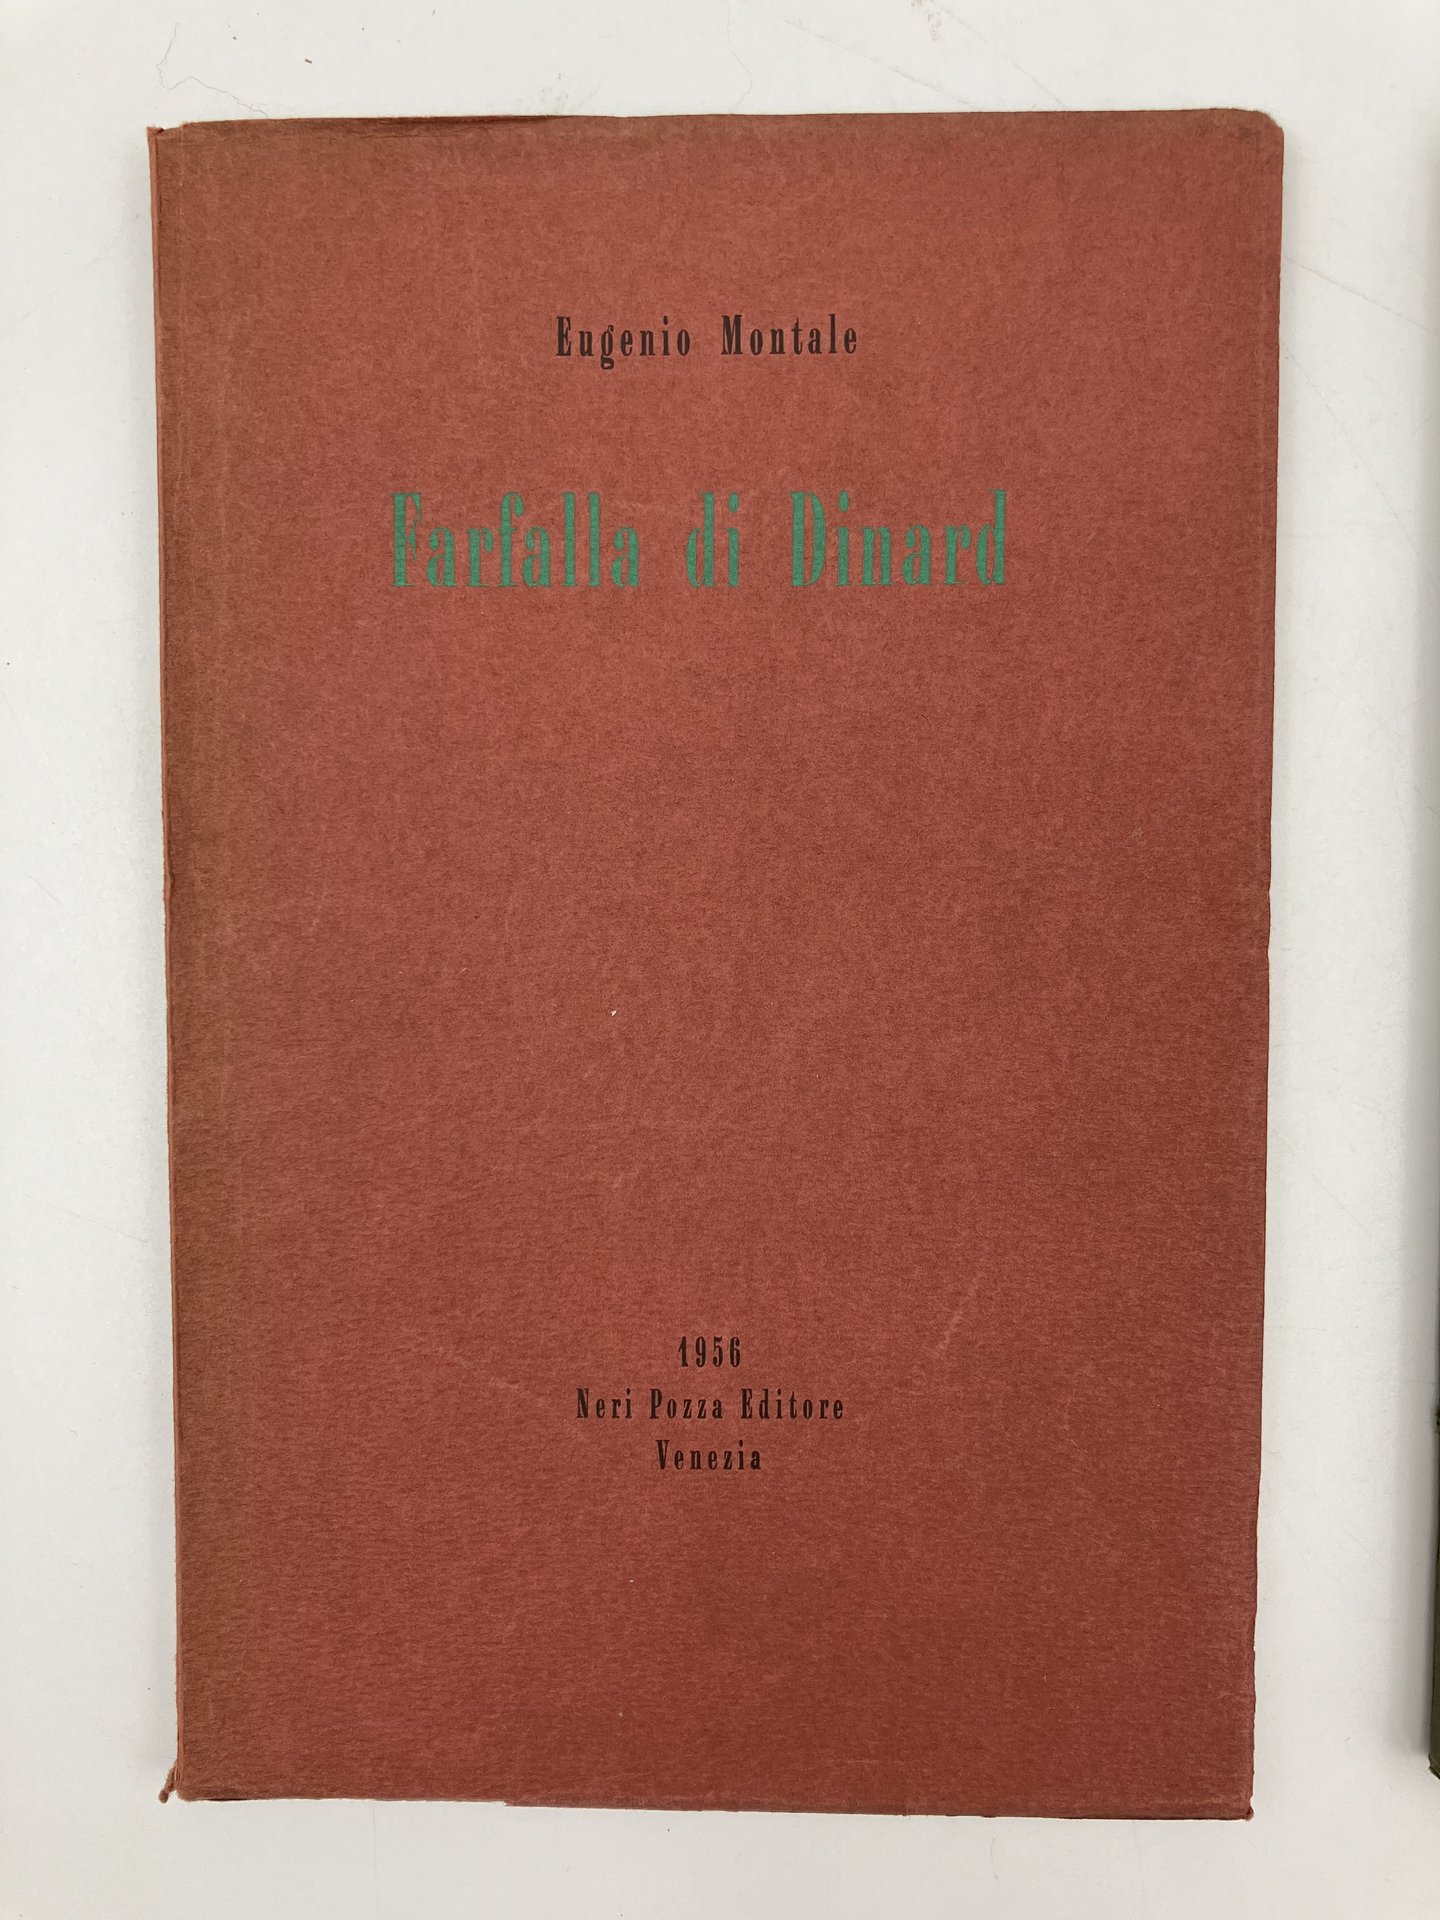 Eugenio Montale
Farfalla di Dinard
1956
Neri Pozza Editore
Venezia